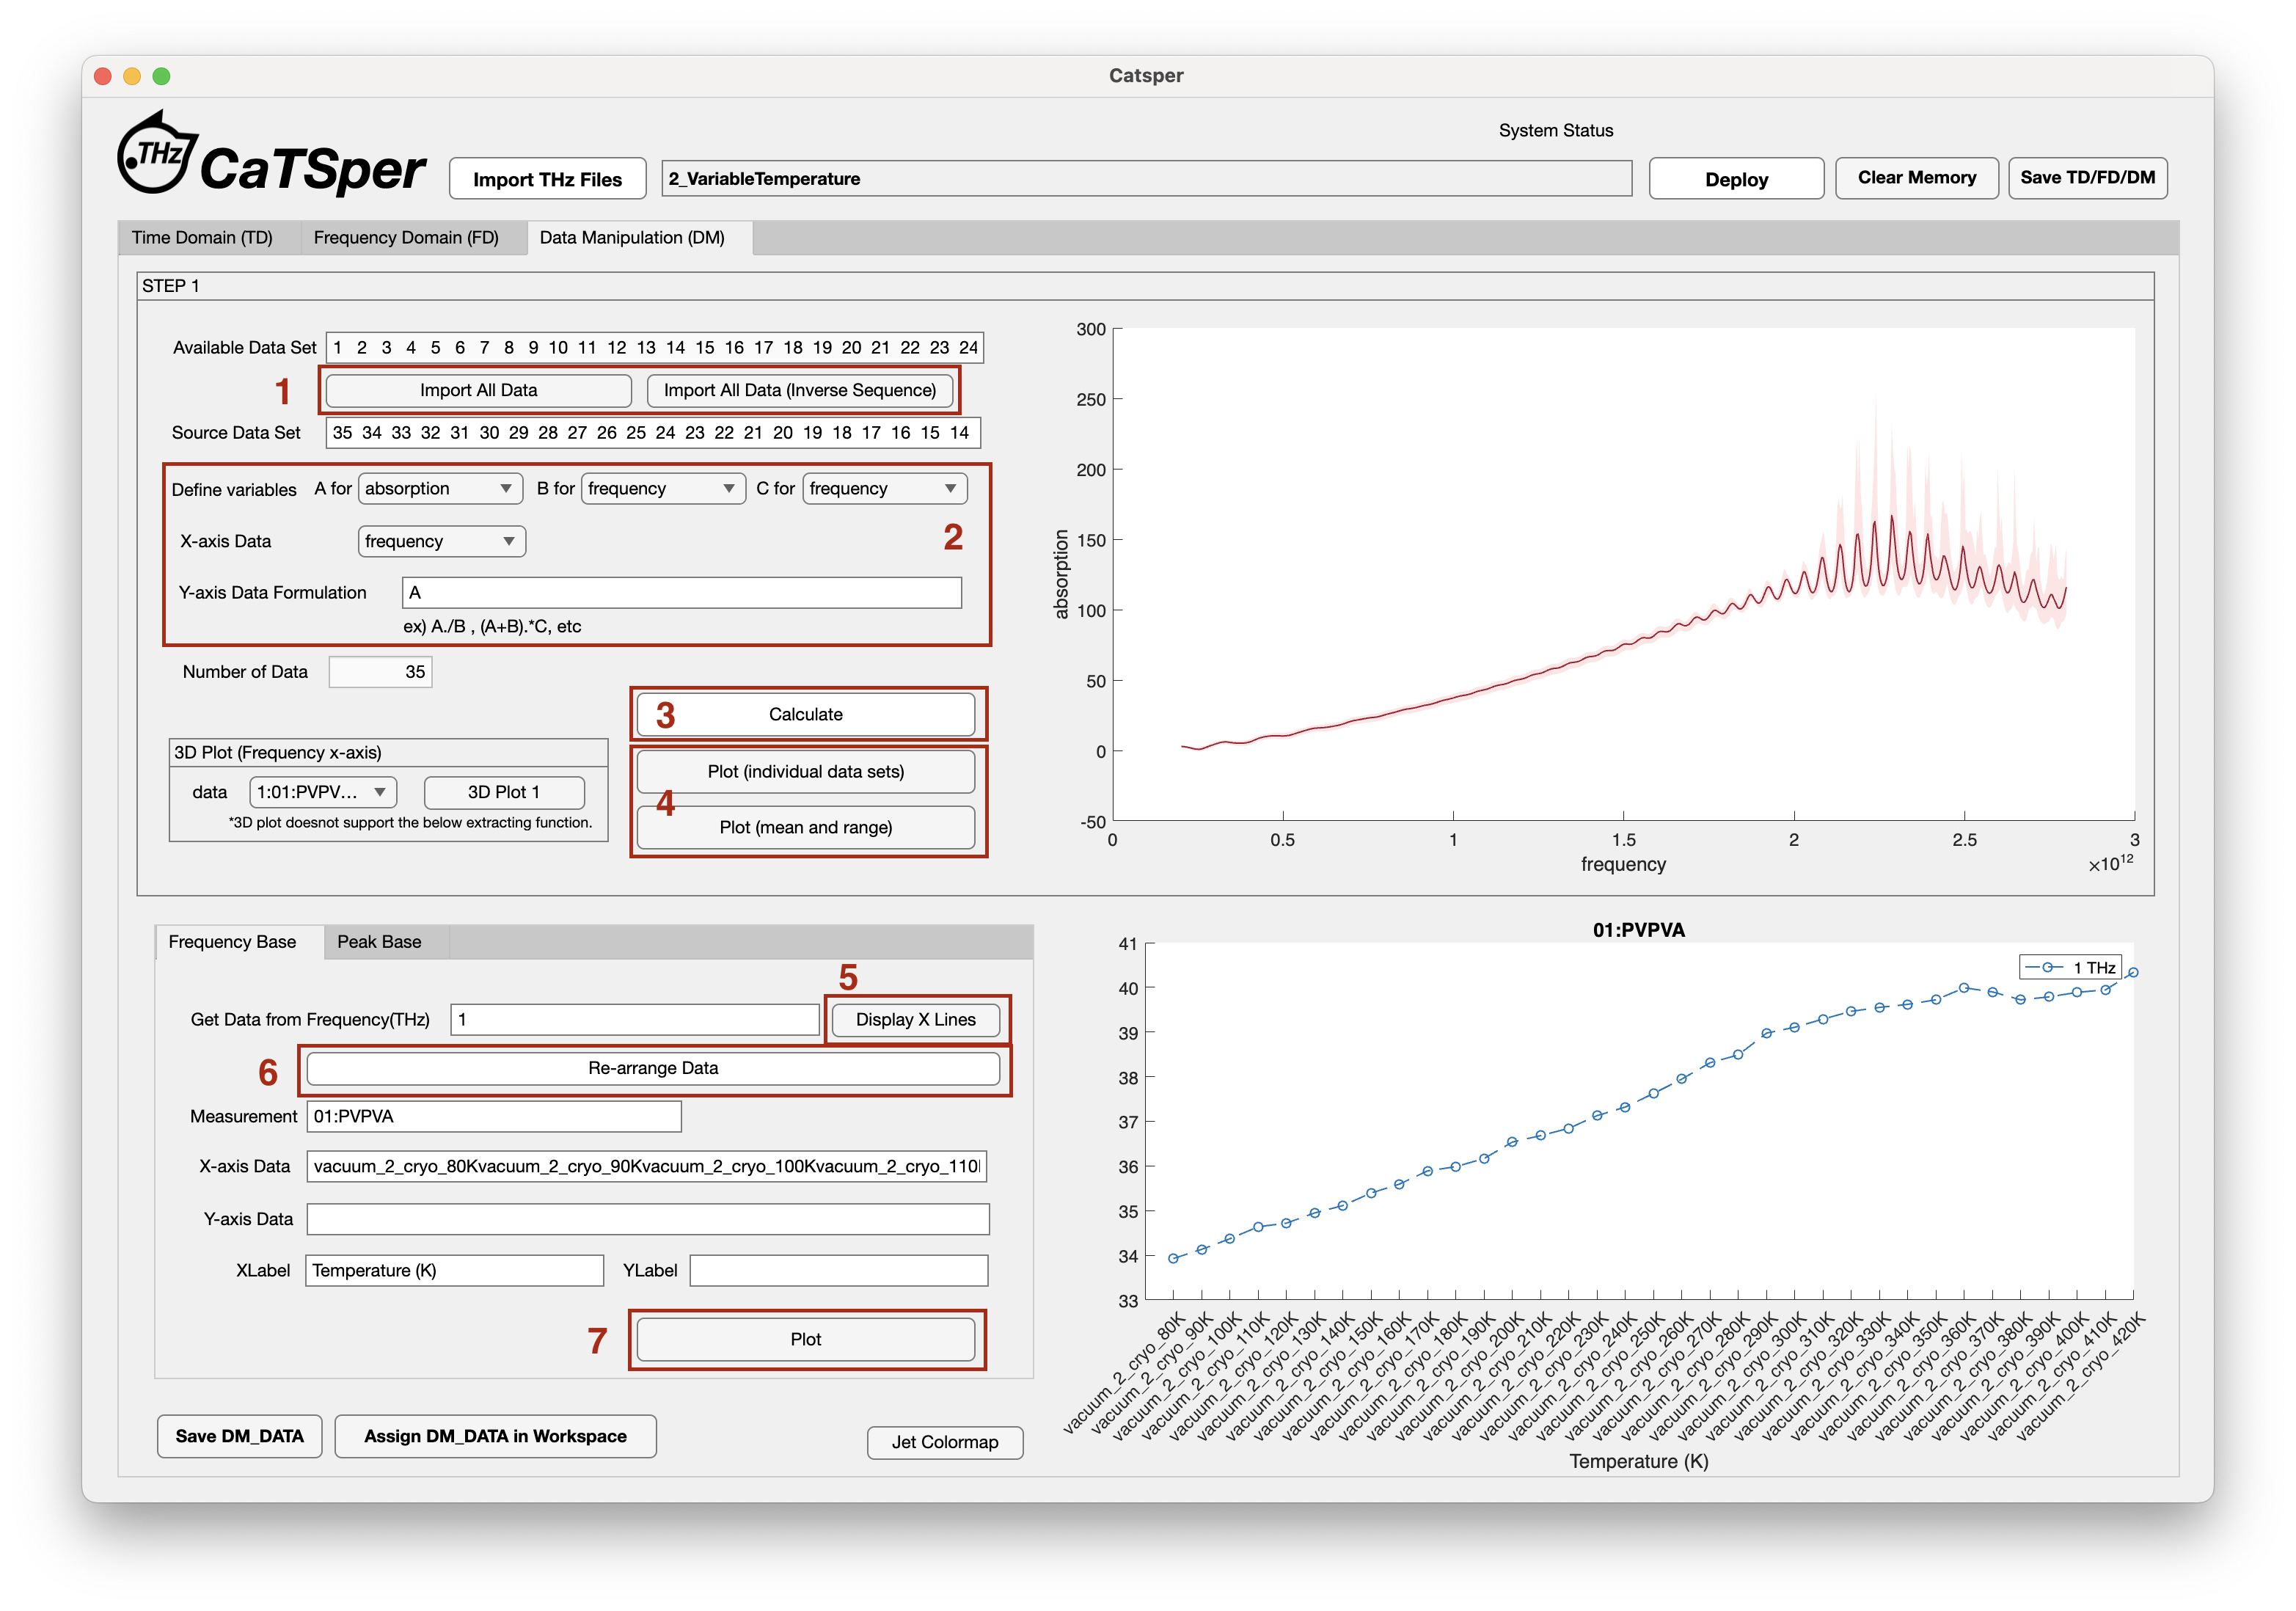 Catsper
.THz CaTSper
System Status
Import THz Files
2_VariableTemperature
Deploy
Clear Memory
Save TD/FD/DM
Time Domain (TD)
Frequency Domain (FD)
Data Manipulation (DM)
STEP 1
Available Data Set
1 2 3 4 5 6 7 8 9 10 11 12 13 14 15 16 17 18 19 20 21 22 23 24
1
Import All Data
Import All Data (Inverse Sequence)
Source Data Set
35 34 33 32 31 30 29 28 27 26 25 24 23 22 21 20 19 18 17 16 15 14
Define variables
A for absorption
B for frequency
C for frequency
X-axis Data
frequency
2
Y-axis Data Formulation
A
ex) A./B , (A+B).*C, etc
Number of Data
35
3
Calculate
3D Plot (Frequency x-axis)
data
1:01:PVPV...
3D Plot 1
*3D plot doesnot support the below extracting function.
Plot (individual data sets)
4
Plot (mean and range)
300
250
200
150
100
50
0
-50
absorption
0 0.5 1 1.5 2 2.5 3
frequency
×10¹²
Frequency Base
Peak Base
5
Get Data from Frequency(THz)
1
Display X Lines
6
Re-arrange Data
Measurement
01:PVPVA
X-axis Data
vacuum_2_cryo_80Kvacuum_2_cryo_90Kvacuum_2_cryo_100Kvacuum_2_cryo_110
Y-axis Data
XLabel
Temperature (K)
YLabel
7
Plot
Save DM_DATA
Assign DM_DATA in Workspace
Jet Colormap
01:PVPVA
1 THz
41
40
39
38
37
36
35
34
33
vacuum_2_cryo_80K
vacuum_2_cryo_90K
vacuum_2_cryo_100K
vacuum_2_cryo_110K
vacuum_2_cryo_120K
vacuum_2_cryo_130K
vacuum_2_cryo_140K
vacuum_2_cryo_150K
vacuum_2_cryo_160K
vacuum_2_cryo_170K
vacuum_2_cryo_180K
vacuum_2_cryo_190K
vacuum_2_cryo_200K
vacuum_2_cryo_210K
vacuum_2_cryo_220K
vacuum_2_cryo_230K
vacuum_2_cryo_240K
vacuum_2_cryo_250K
vacuum_2_cryo_260K
vacuum_2_cryo_270K
vacuum_2_cryo_280K
vacuum_2_cryo_290K
vacuum_2_cryo_300K
vacuum_2_cryo_310K
vacuum_2_cryo_320K
vacuum_2_cryo_330K
vacuum_2_cryo_340K
vacuum_2_cryo_350K
vacuum_2_cryo_360K
vacuum_2_cryo_370K
vacuum_2_cryo_380K
vacuum_2_cryo_390K
vacuum_2_cryo_400K
vacuum_2_cryo_410K
vacuum_2_cryo_420K
Temperature (K)